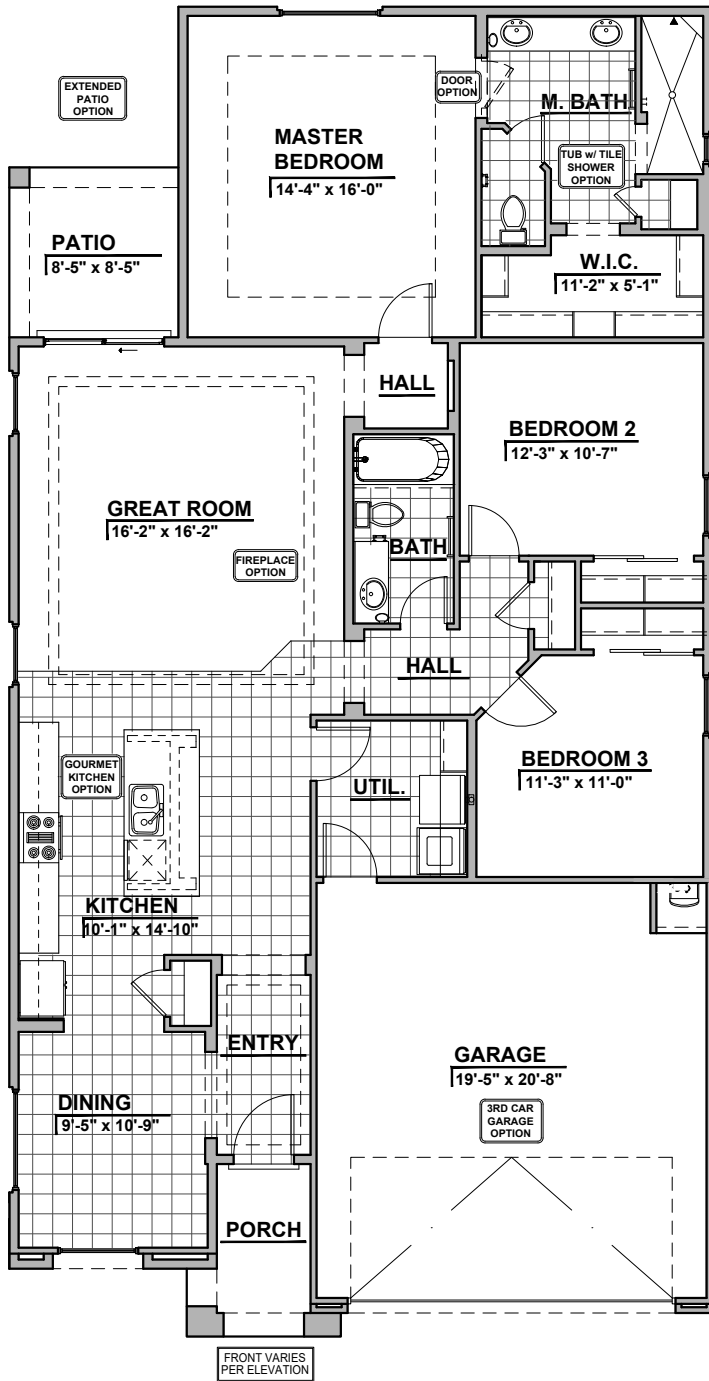 EXTENDED
PATIO
OPTION
DOOR
OPTION
M. BATH
MASTER
BEDROOM
14'-4" x 16'-0"
TUB w/ TILE
SHOWER
OPTION
PATIO
8'-5" x 8'-5"
W.I.C.
11'-2" x 5'-1"
HALL
BEDROOM 2
12'-3" x 10'-7"
GREAT ROOM
16'-2" x 16'-2"
BATH
FIREPLACE
OPTION
HALL
GOURMET
KITCHEN
OPTION
UTIL.
BEDROOM 3
11'-3" x 11'-0"
KITCHEN
10'-1" x 14'-10"
ENTRY
GARAGE
19'-5" x 20'-8"
DINING
9'-5" x 10'-9"
3RD CAR
GARAGE
OPTION
PORCH
FRONT VARIES
PER ELEVATION